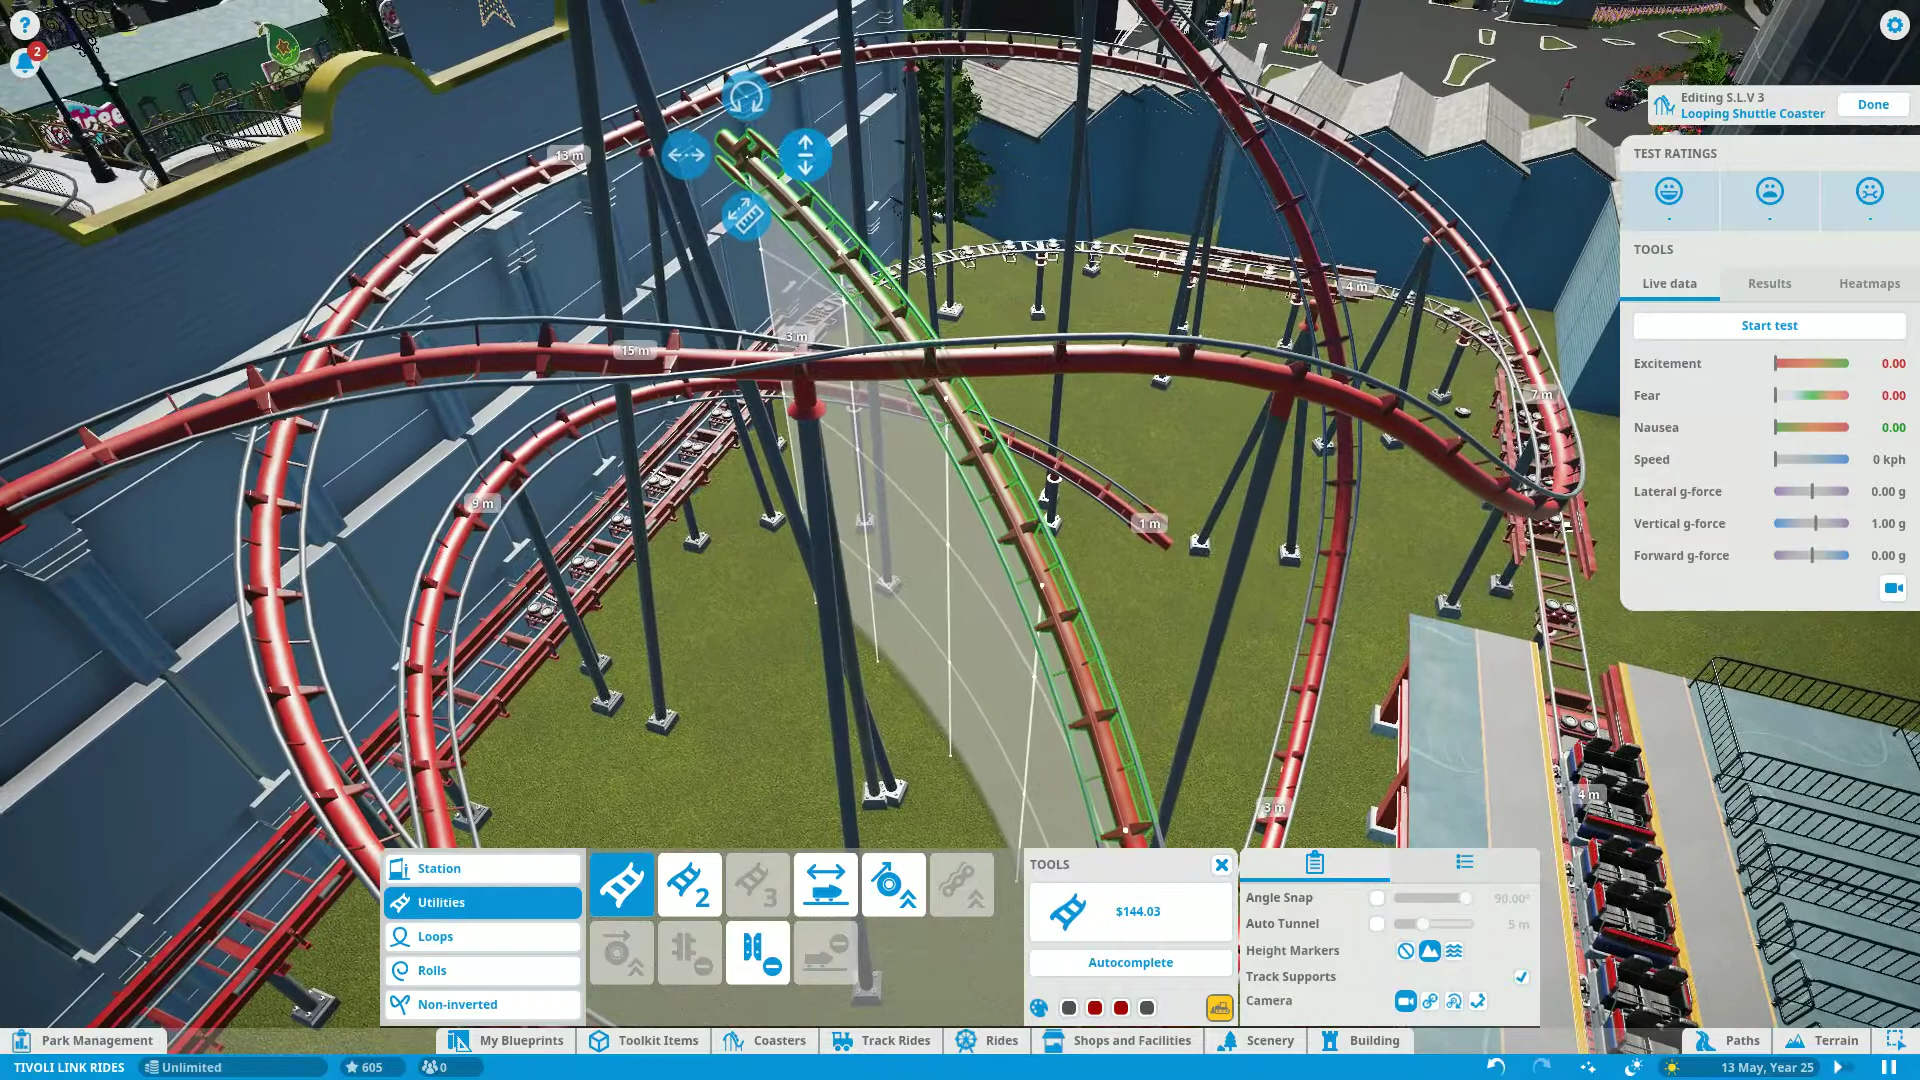 ?
2
Editing S.L.V 3
Looping Shuttle Coaster
Done
TEST RATINGS
-
-
-
TOOLS
Live data
Results
Heatmaps
Start test
Excitement 0.00
Fear 0.00
Nausea 0.00
Speed 0 kph
Lateral g-force 0.00 g
Vertical g-force 1.00 g
Forward g-force 0.00 g
13 m
4 m
3 m
15 m
7 m
9 m
1 m
4 m
3 m
Station
Utilities
Loops
Rolls
Non-inverted
2
3
TOOLS
$144.03
Autocomplete
Angle Snap 90.00°
Auto Tunnel 5 m
Height Markers
Track Supports
Camera
Park Management
My Blueprints
Toolkit Items
Coasters
Track Rides
Rides
Shops and Facilities
Scenery
Building
Paths
Terrain
TIVOLI LINK RIDES
Unlimited
605
0
13 May, Year 25